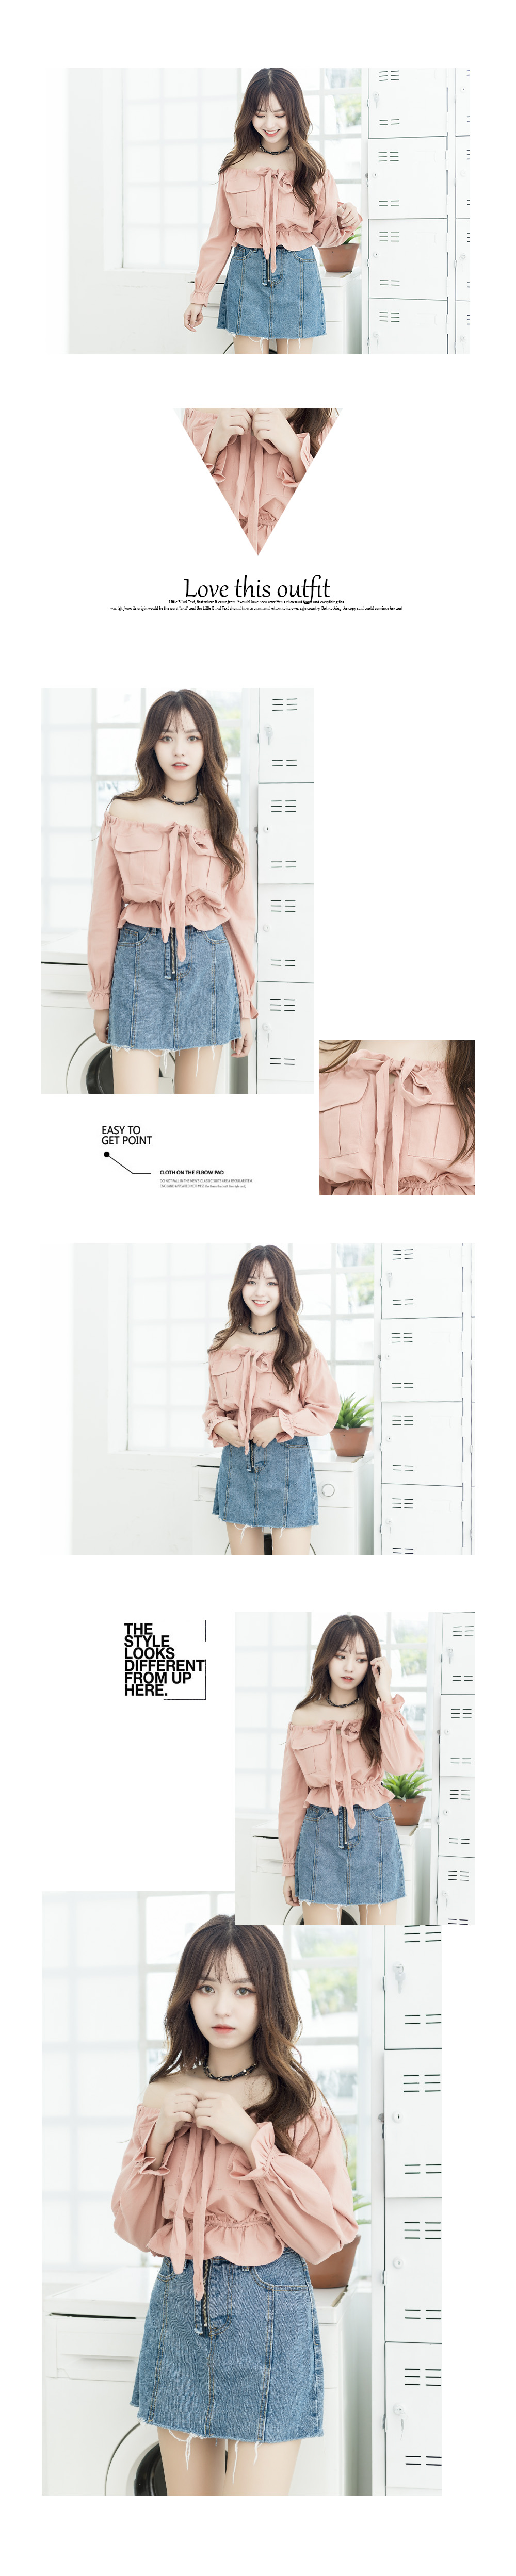 Love this outfit
Little Blind Text, that where it came from it would have been rewritten a thousand times and everything tha
was left from its origin would be the word "and" and the Little Blind Text should turn around and return to its own, safe country. But nothing the copy said could convince her and
EASY TO
GET POINT
CLOTH ON THE ELBOW PAD
THE
STYLE
LOOKS
DIFFERENT
FROM UP
HERE.